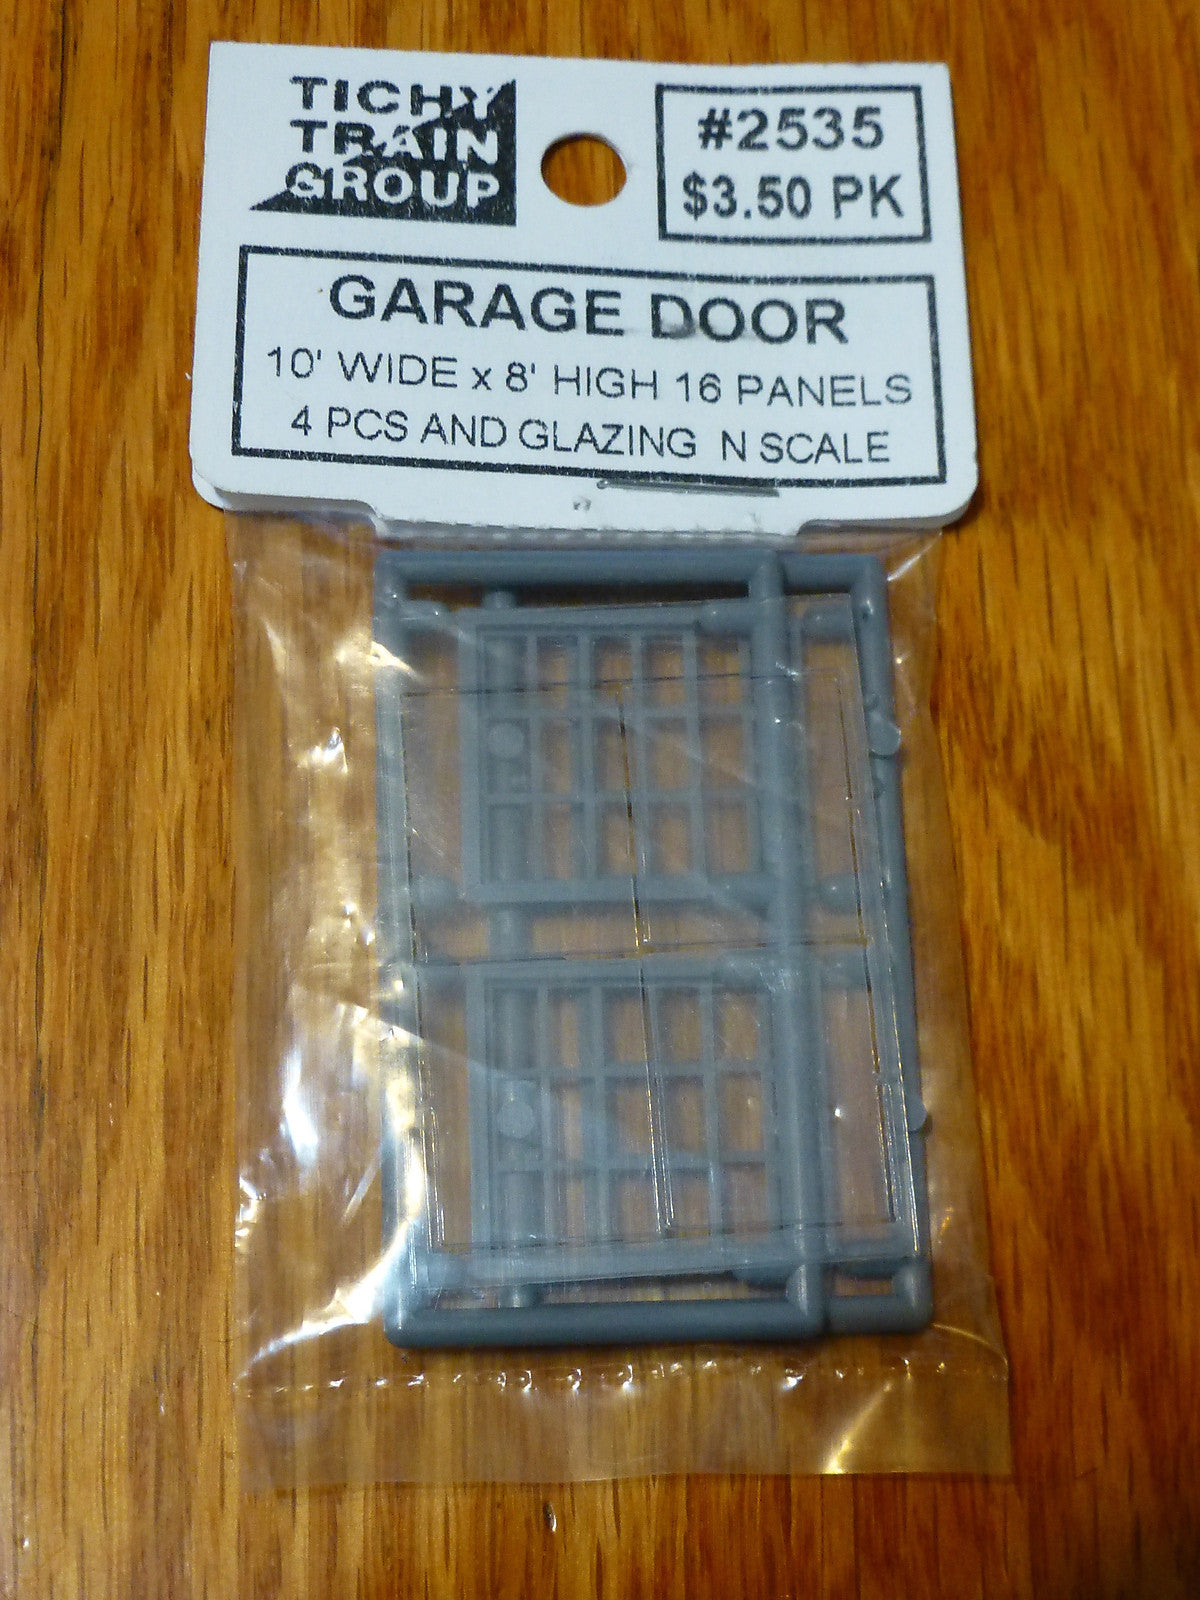 TICHY
TRAIN
GROUP
#2535
$3.50 PK
GARAGE DOOR
10' WIDE x 8' HIGH 16 PANELS
4 PCS AND GLAZING N SCALE